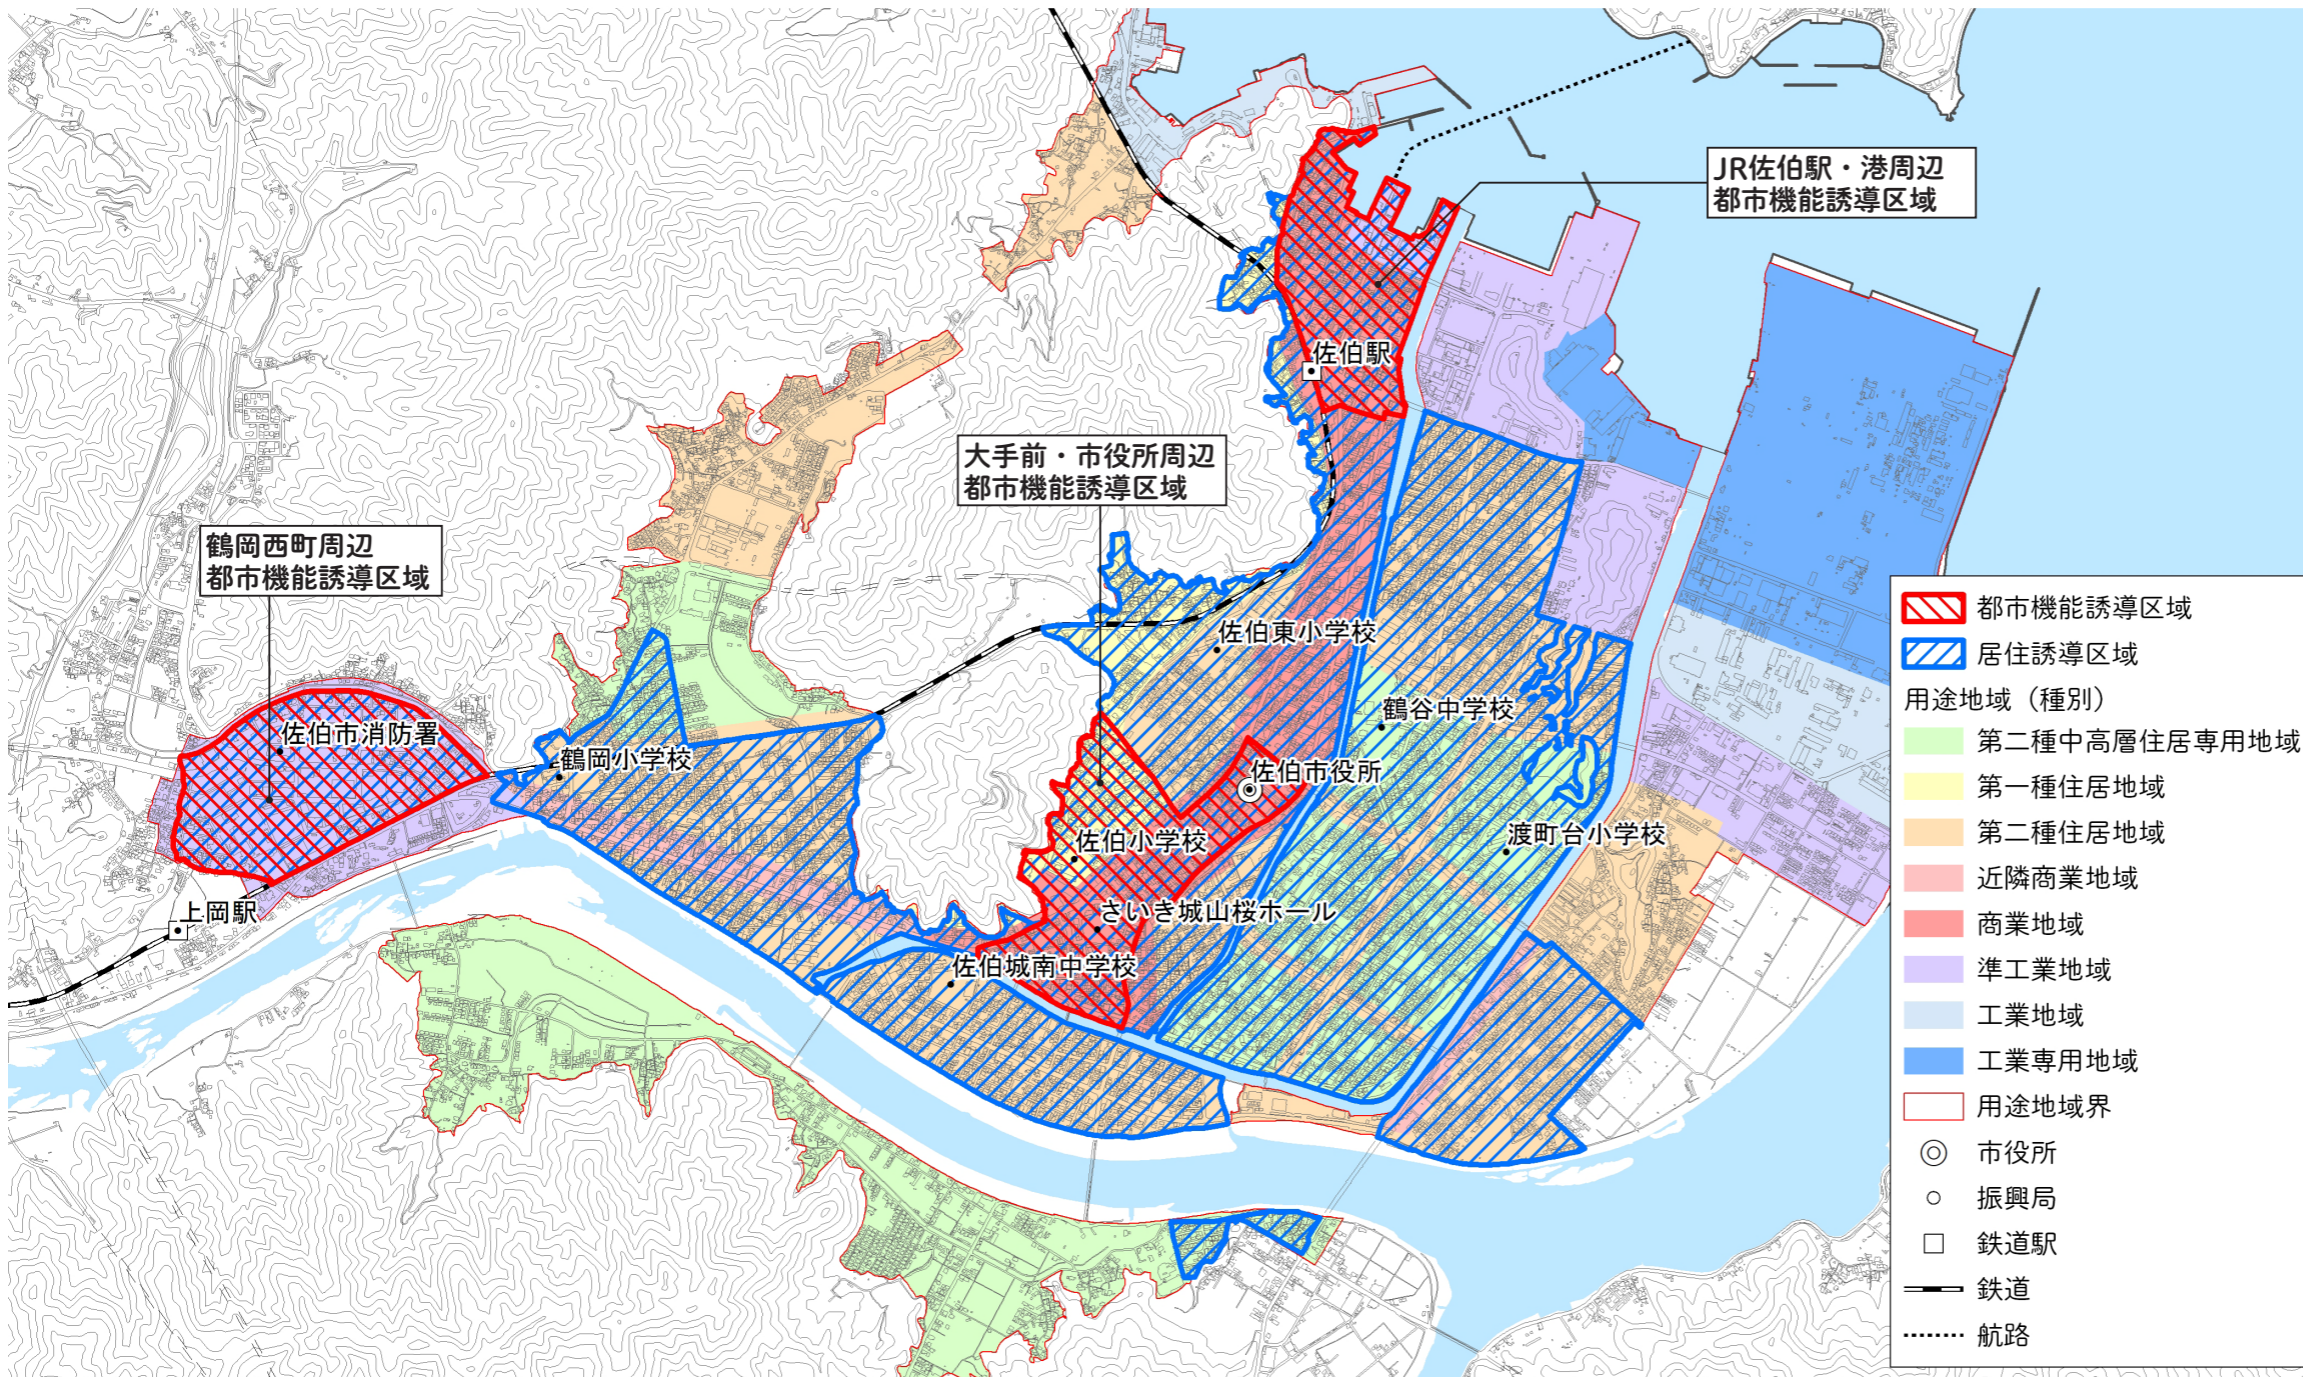 JR佐伯駅・港周辺
都市機能誘導区域
佐伯駅
大手前・市役所周辺
都市機能誘導区域
鶴岡西町周辺
都市機能誘導区域
佐伯東小学校
鶴谷中学校
佐伯市消防署
鶴岡小学校
佐伯市役所
佐伯小学校
渡町台小学校
上岡駅
さいき城山桜ホール
佐伯城南中学校
都市機能誘導区域
居住誘導区域
用途地域（種別）
第二種中高層住居専用地域
第一種住居地域
第二種住居地域
近隣商業地域
商業地域
準工業地域
工業地域
工業専用地域
用途地域界
市役所
振興局
鉄道駅
鉄道
航路